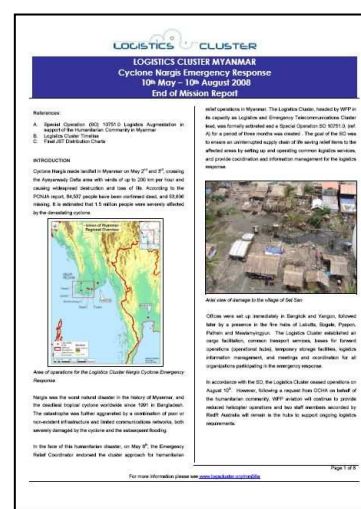 LOGISTICS CLUSTER
LOGISTICS CLUSTER MYANMAR
Cyclone Nargis Emergency Response
10th May – 10th August 2008
End of Mission Report
References:
A. Special Operation (SO) 10751.0 Logistics Augmentation in
support of the Humanitarian Community in Myanmar
B. Logistics Cluster Timeline
C. Final JST Distribution Charts
INTRODUCTION
Cyclone Nargis made landfall in Myanmar on May 2nd and 3rd, crossing
the Ayeyarwady Delta area with winds of up to 200 km per hour and
causing widespread destruction and loss of life. According to the
PONJA report, 84,537 people have been confirmed dead, and 53,836
missing. It is estimated that 1.5 million people were severely affected
by the devastating cyclone.
Union of Myanmar
Regional Overview
Area of operations for the Logistics Cluster Nargis Cyclone Emergency
Response
Nargis was the worst natural disaster in the history of Myanmar, and
the deadliest tropical cyclone worldwide since 1991 in Bangladesh.
The catastrophe was further aggravated by a combination of poor or
non-existent infrastructure and limited communications networks, both
severely damaged by the cyclone and the subsequent flooding.
In the face of this humanitarian disaster, on May 8th, the Emergency
Relief Coordinator endorsed the cluster approach for humanitarian
relief operations in Myanmar. The Logistics Cluster, headed by WFP in
its capacity as Logistics and Emergency Telecommunications Cluster
lead, was formally activated and a Special Operation SO 10751.0, (ref.
A) for a period of three months was created. The goal of the SO was
to ensure an uninterrupted supply chain of life saving relief items to the
affected areas by setting up and operating common logistics services,
and provide coordination and information management for the logistics
response.
Ariel view of damage to the village of Set San
Offices were set up immediately in Bangkok and Yangon, followed
later by a presence in the five hubs of Labutta, Bogale, Pyapon,
Pathein and Mawlamyinegyun. The Logistics Cluster established air
cargo facilitation, common transport services, bases for forward
operations (operational hubs), temporary storage facilities, logistics
information management, and meetings and coordination for all
organizations participating in the emergency response.
In accordance with the SO, the Logistics Cluster ceased operations on
August 10th. However, following a request from OCHA on behalf of
the humanitarian community, WFP aviation will continue to provide
reduced helicopter operations and two staff members seconded by
RedR Australia will remain in the hubs to support ongoing logistics
requirements.
Page 1 of 8
For more information please see